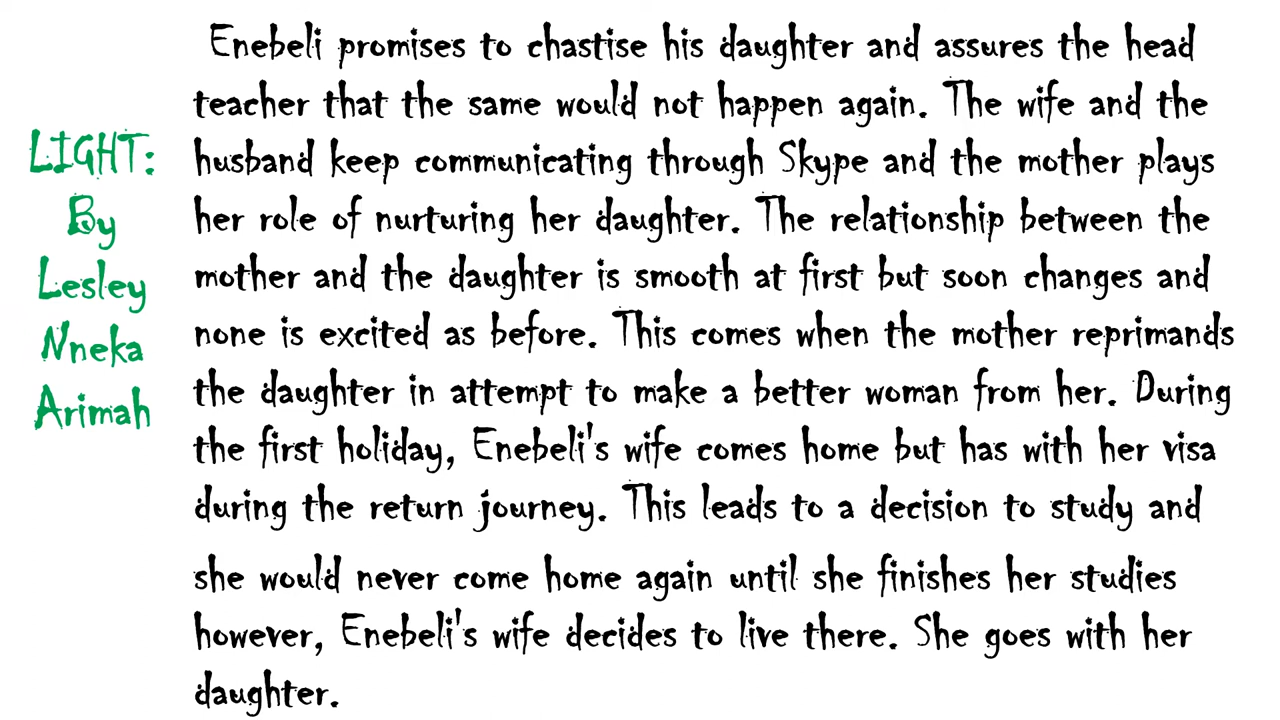 LIGHT:
By
Lesley
Nneka
Arimah
Enebeli promises to chastise his daughter and assures the head
teacher that the same would not happen again. The wife and the
husband keep communicating through Skype and the mother plays
her role of nurturing her daughter. The relationship between the
mother and the daughter is smooth at first but soon changes and
none is excited as before. This comes when the mother reprimands
the daughter in attempt to make a better woman from her. During
the first holiday, Enebeli's wife comes home but has with her visa
during the return journey. This leads to a decision to study and
she would never come home again until she finishes her studies
however, Enebeli's wife decides to live there. She goes with her
daughter.